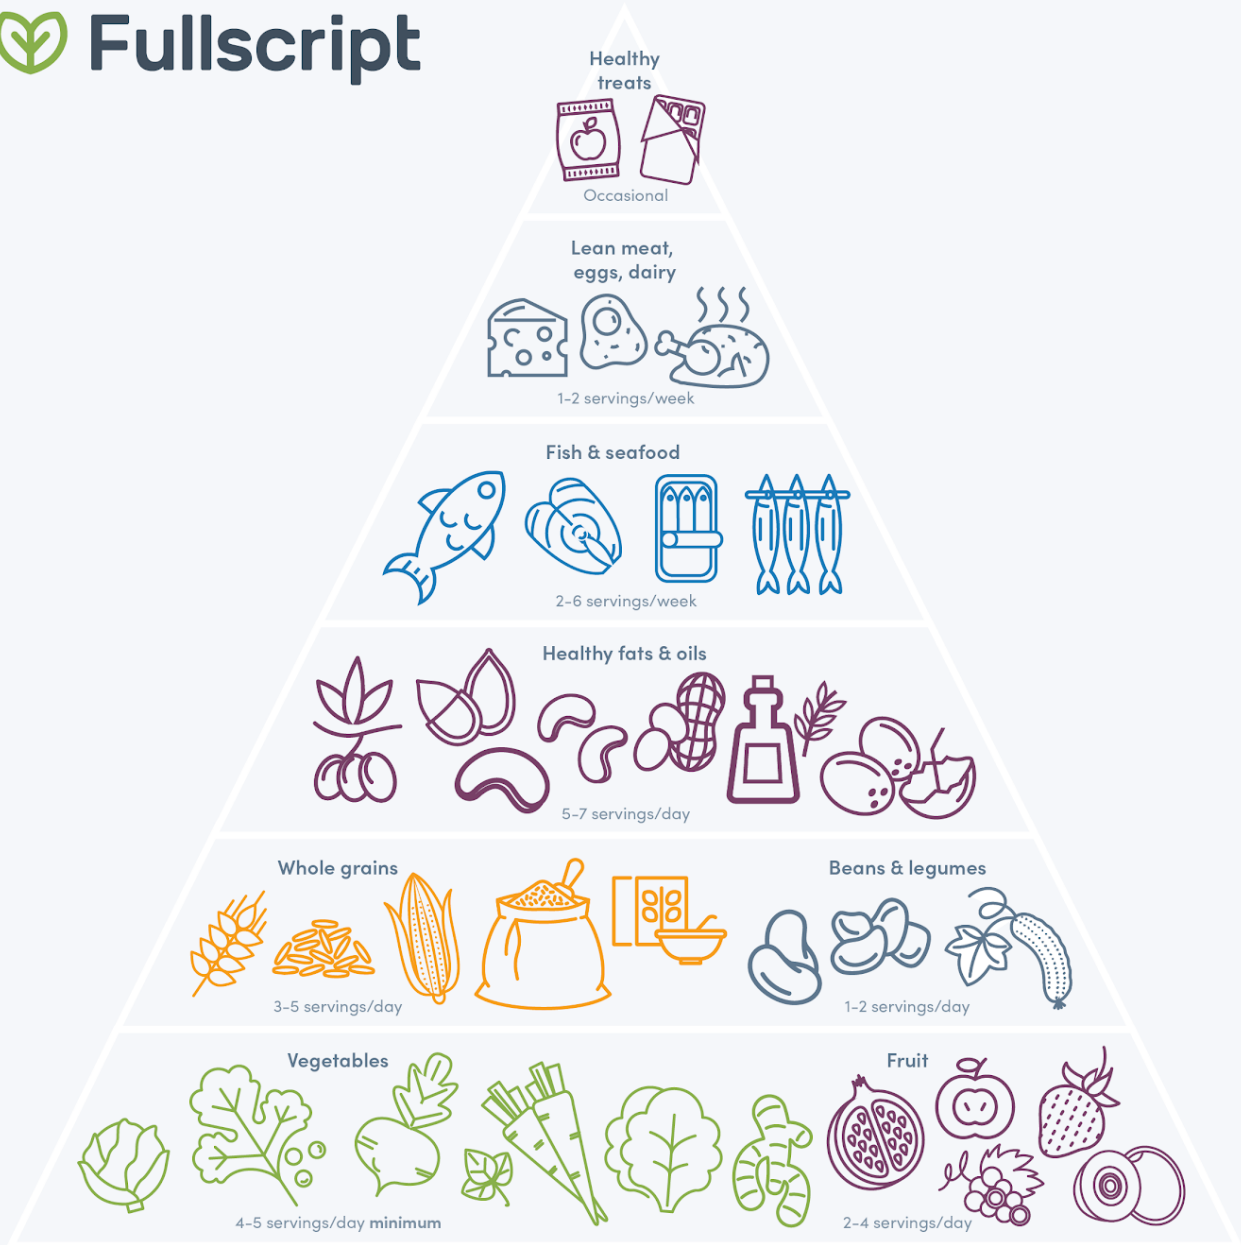 Fullscript
Healthy
treats
Occasional
Lean meat,
eggs, dairy
1-2 servings/week
Fish & seafood
2-6 servings/week
Healthy fats & oils
5-7 servings/day
Whole grains
3-5 servings/day
Beans & legumes
1-2 servings/day
Vegetables
4-5 servings/day minimum
Fruit
2-4 servings/day